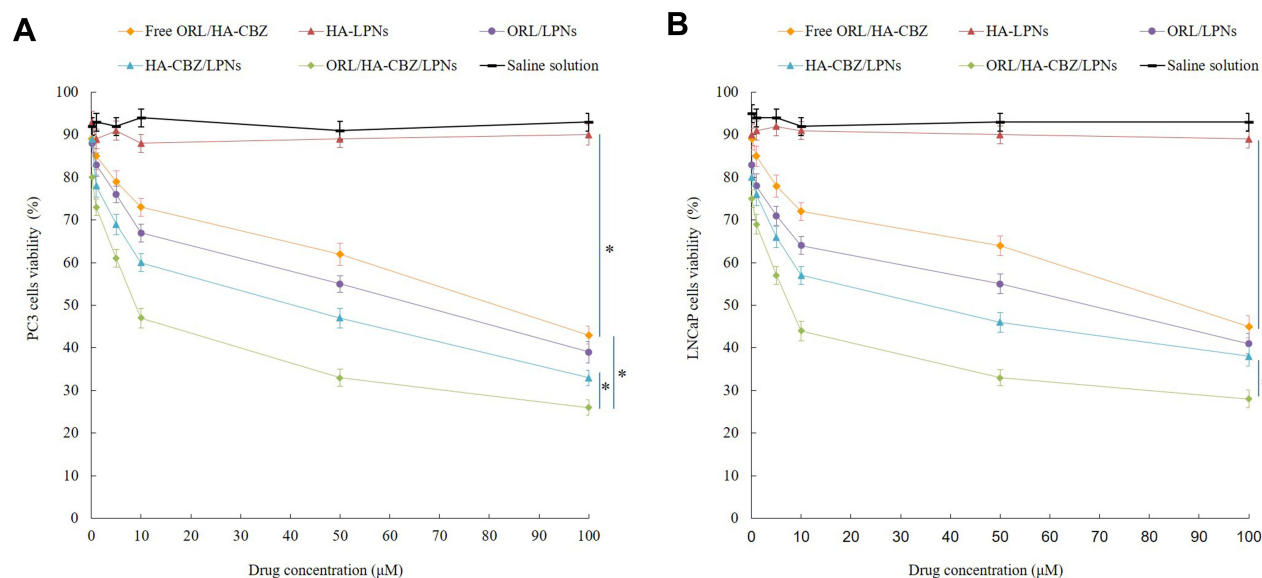 A
Free ORL/HA-CBZ HA-LPNs ORL/LPNs
HA-CBZ/LPNs ORL/HA-CBZ/LPNs Saline solution
100
90
80
70
60
50
40
30
20
10
0
PC3 cells viability (%)
*
*
*
0 10 20 30 40 50 60 70 80 90 100
Drug concentration (μM)
B
Free ORL/HA-CBZ HA-LPNs ORL/LPNs
HA-CBZ/LPNs ORL/HA-CBZ/LPNs Saline solution
100
90
80
70
60
50
40
30
20
10
0
LNCaP cells viability (%)
0 10 20 30 40 50 60 70 80 90 100
Drug concentration (μM)